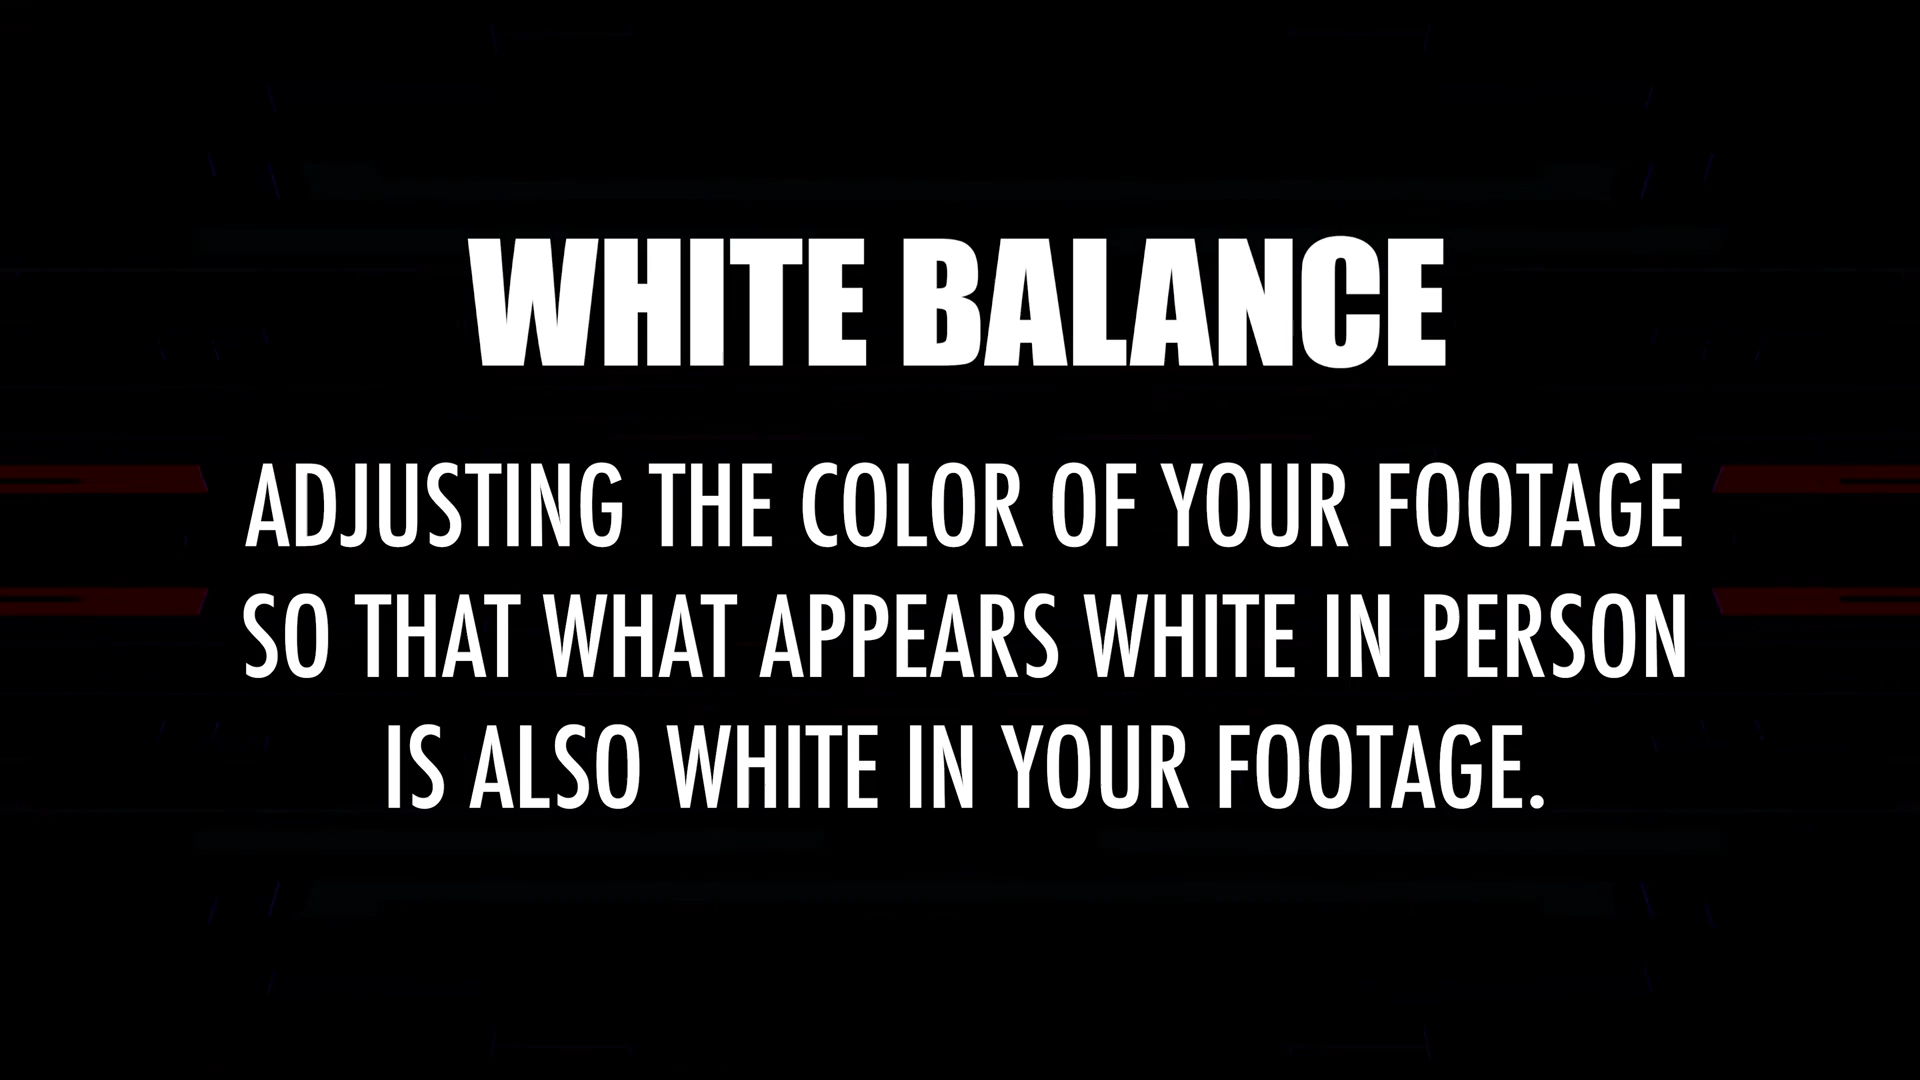 WHITE BALANCE
ADJUSTING THE COLOR OF YOUR FOOTAGE
SO THAT WHAT APPEARS WHITE IN PERSON
IS ALSO WHITE IN YOUR FOOTAGE.